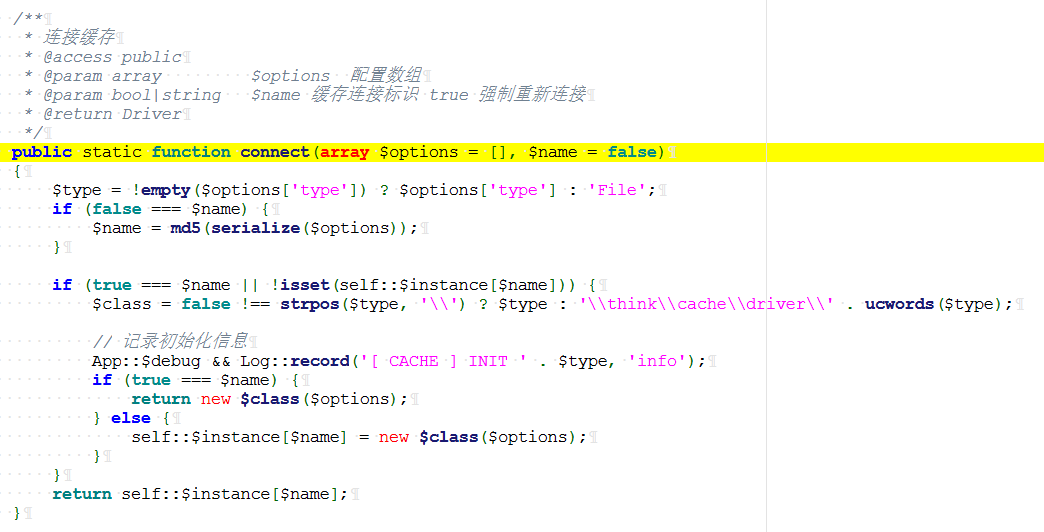 /**
 * 连接缓存
 * @access public
 * @param array         $options  配置数组
 * @param bool|string   $name 缓存连接标识 true 强制重新连接
 * @return Driver
 */
public static function connect(array $options = [], $name = false)
{
    $type = !empty($options['type']) ? $options['type'] : 'File';
    if (false === $name) {
        $name = md5(serialize($options));
    }

    if (true === $name || !isset(self::$instance[$name])) {
        $class = false !== strpos($type, '\\') ? $type : '\\think\\cache\\driver\\' . ucwords($type);

        // 记录初始化信息
        App::$debug && Log::record('[ CACHE ] INIT ' . $type, 'info');
        if (true === $name) {
            return new $class($options);
        } else {
            self::$instance[$name] = new $class($options);
        }
    }
    return self::$instance[$name];
}